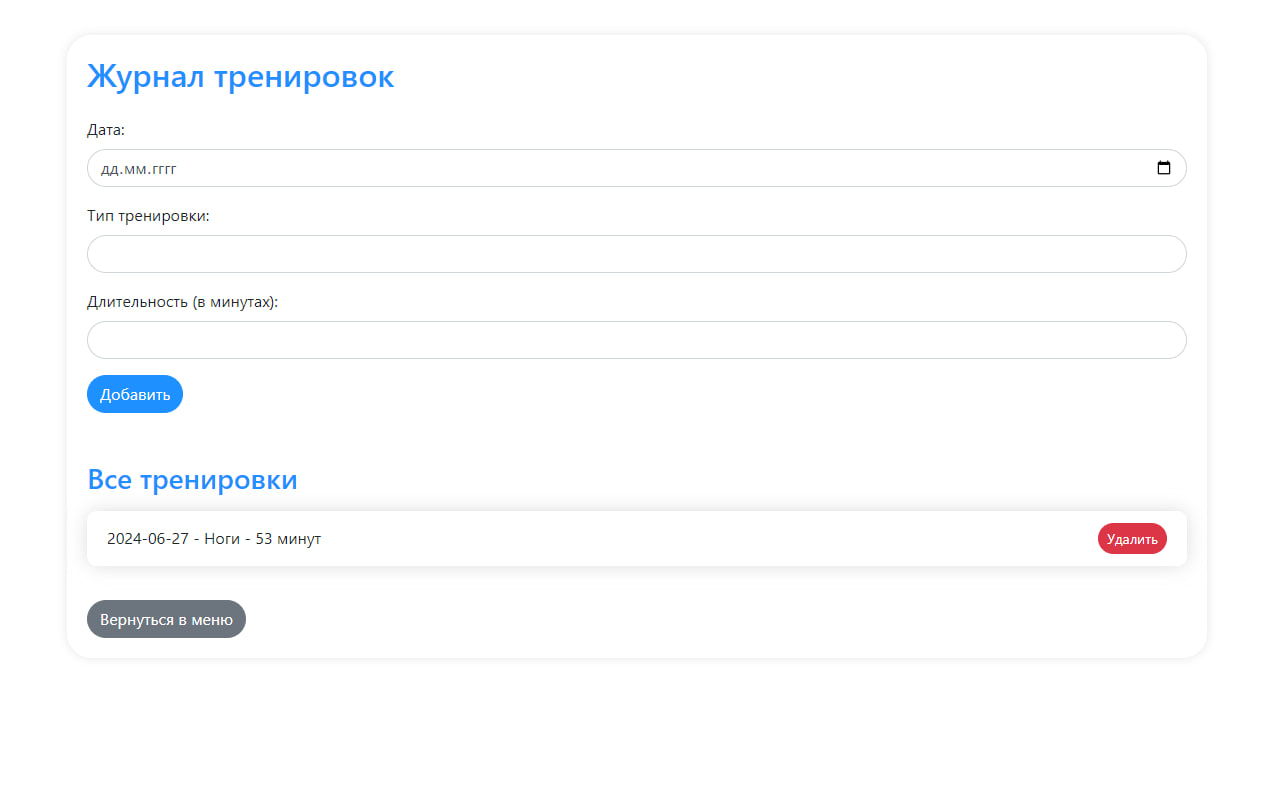 Журнал тренировок
Дата:
дд.мм.гггг
Тип тренировки:
Длительность (в минутах):
Добавить
Все тренировки
2024-06-27 - Ноги - 53 минут
Удалить
Вернуться в меню